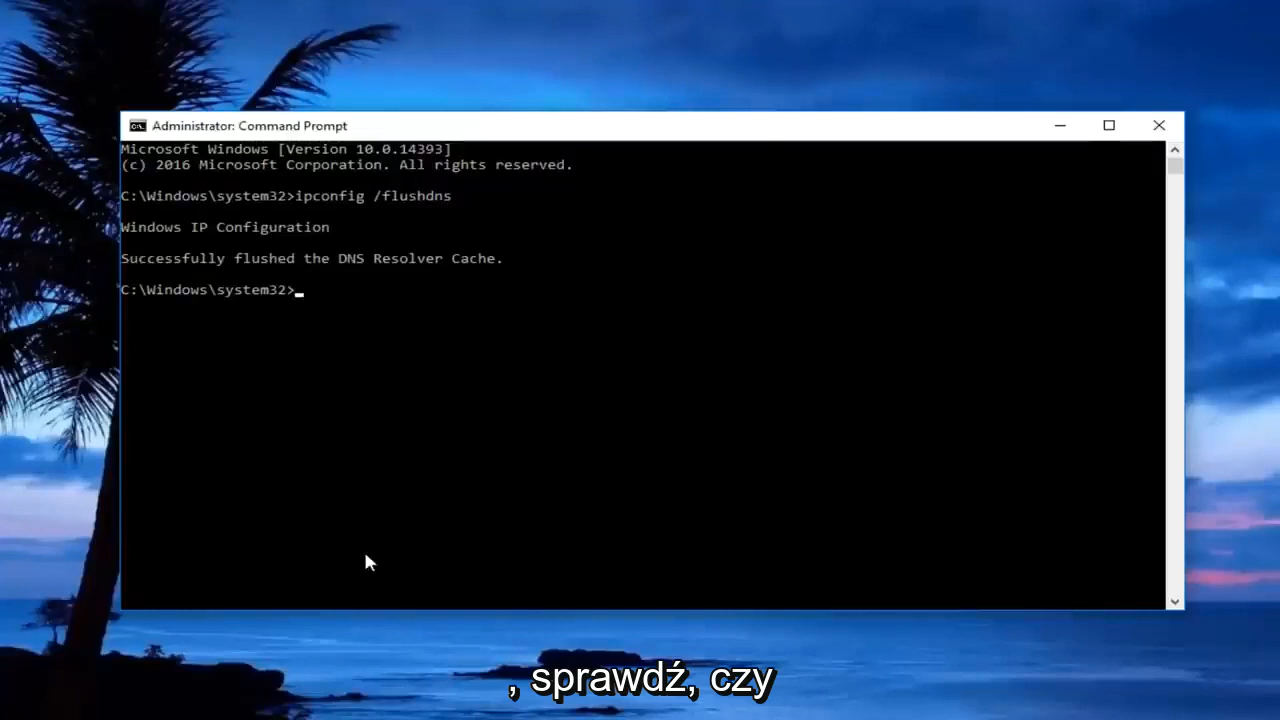 Administrator: Command Prompt
Microsoft Windows [Version 10.0.14393]
(c) 2016 Microsoft Corporation. All rights reserved.
C:\Windows\system32>ipconfig /flushdns
Windows IP Configuration
Successfully flushed the DNS Resolver Cache.
C:\Windows\system32>
, sprawdź, czy